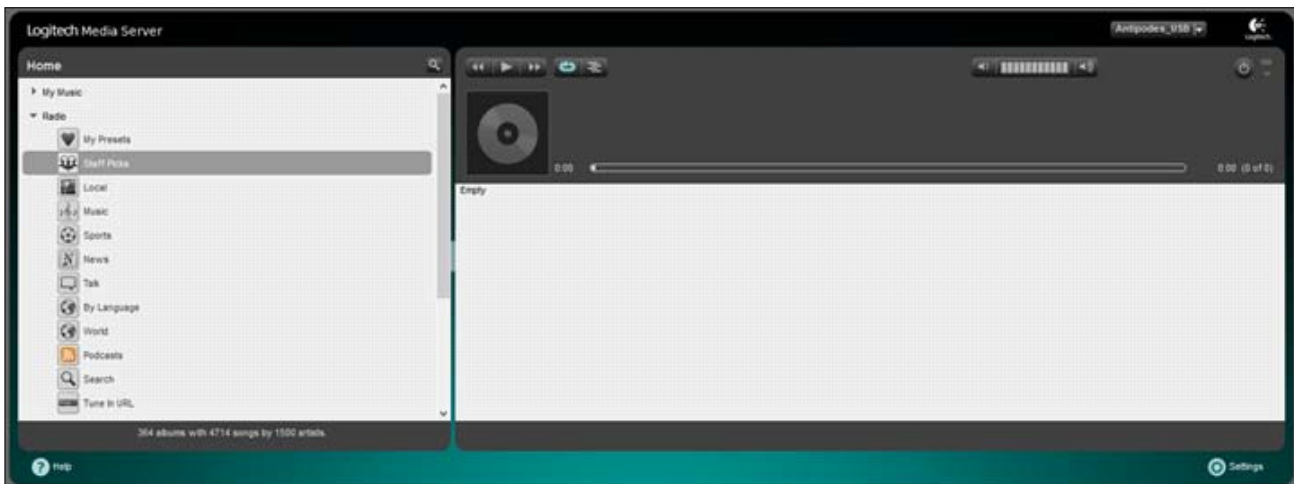 Logitech Media Server
Antipodes_USB
Logitech
Home
My Music
Radio
My Presets
Staff Picks
Local
Music
Sports
News
Talk
By Language
World
Podcasts
Search
Tune In URL
364 albums with 4714 songs by 1500 artists.
0:00
0:00 (0 of 0)
Empty
Help
Settings